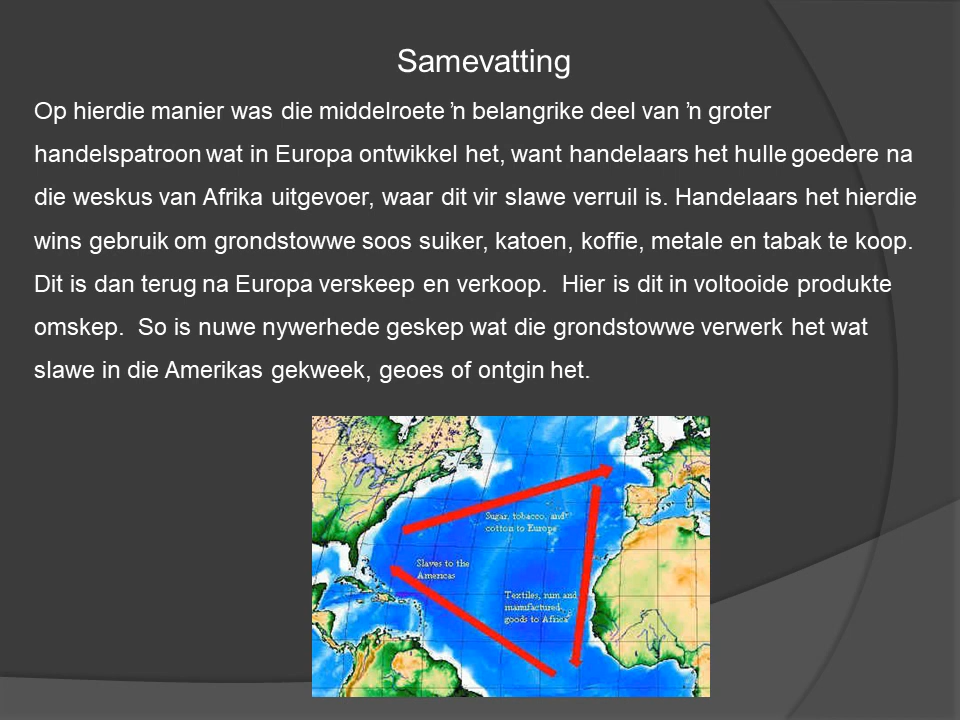 Samevatting
Op hierdie manier was die middelroete ’n belangrike deel van ’n groter
handelspatroon wat in Europa ontwikkel het, want handelaars het hulle goedere na
die weskus van Afrika uitgevoer, waar dit vir slawe verruil is. Handelaars het hierdie
wins gebruik om grondstowwe soos suiker, katoen, koffie, metale en tabak te koop.
Dit is dan terug na Europa verskeep en verkoop. Hier is dit in voltooide produkte
omskep. So is nuwe nywerhede geskep wat die grondstowwe verwerk het wat
slawe in die Amerikas gekweek, geoes of ontgin het.
Sugar, tobacco, and
cotton to Europe
Slaves to the
Americas
Textiles, rum and
manufactured
goods to Africa